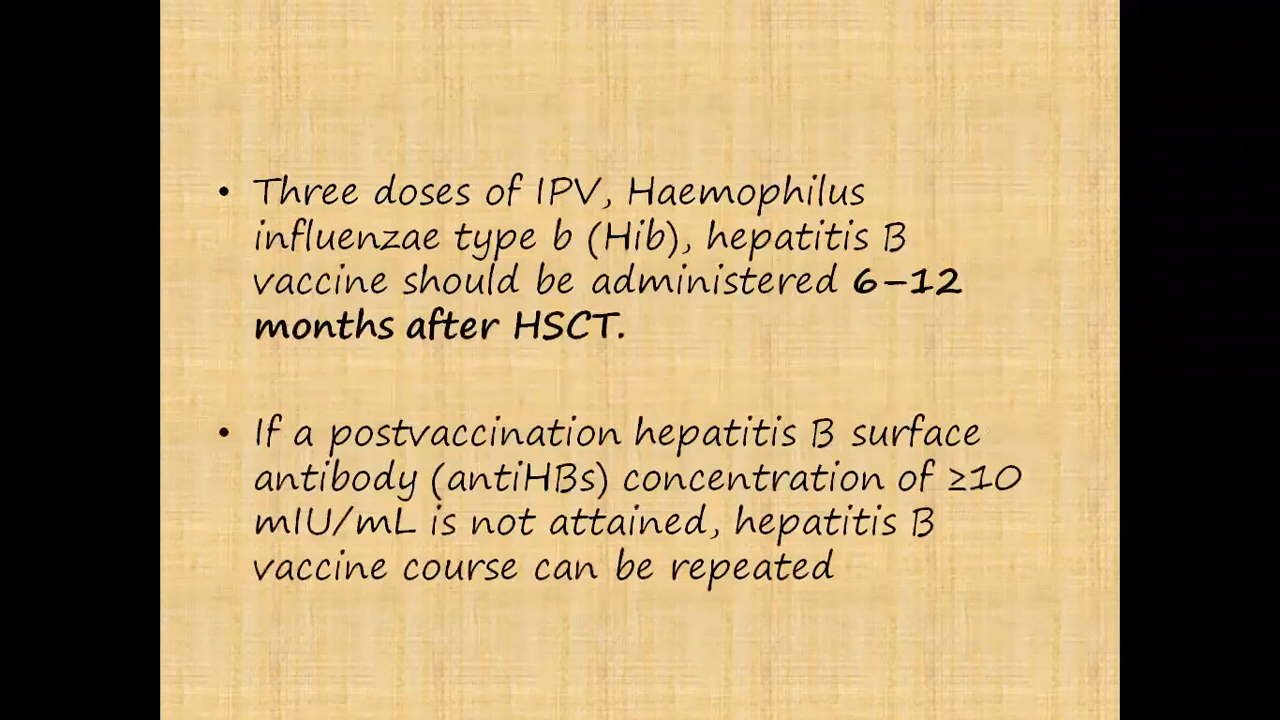 • Three doses of IPV, Haemophilus
influenzae type b (Hib), hepatitis B
vaccine should be administered 6–12
months after HSCT.
• If a postvaccination hepatitis B surface
antibody (antiHBs) concentration of ≥10
mIU/mL is not attained, hepatitis B
vaccine course can be repeated